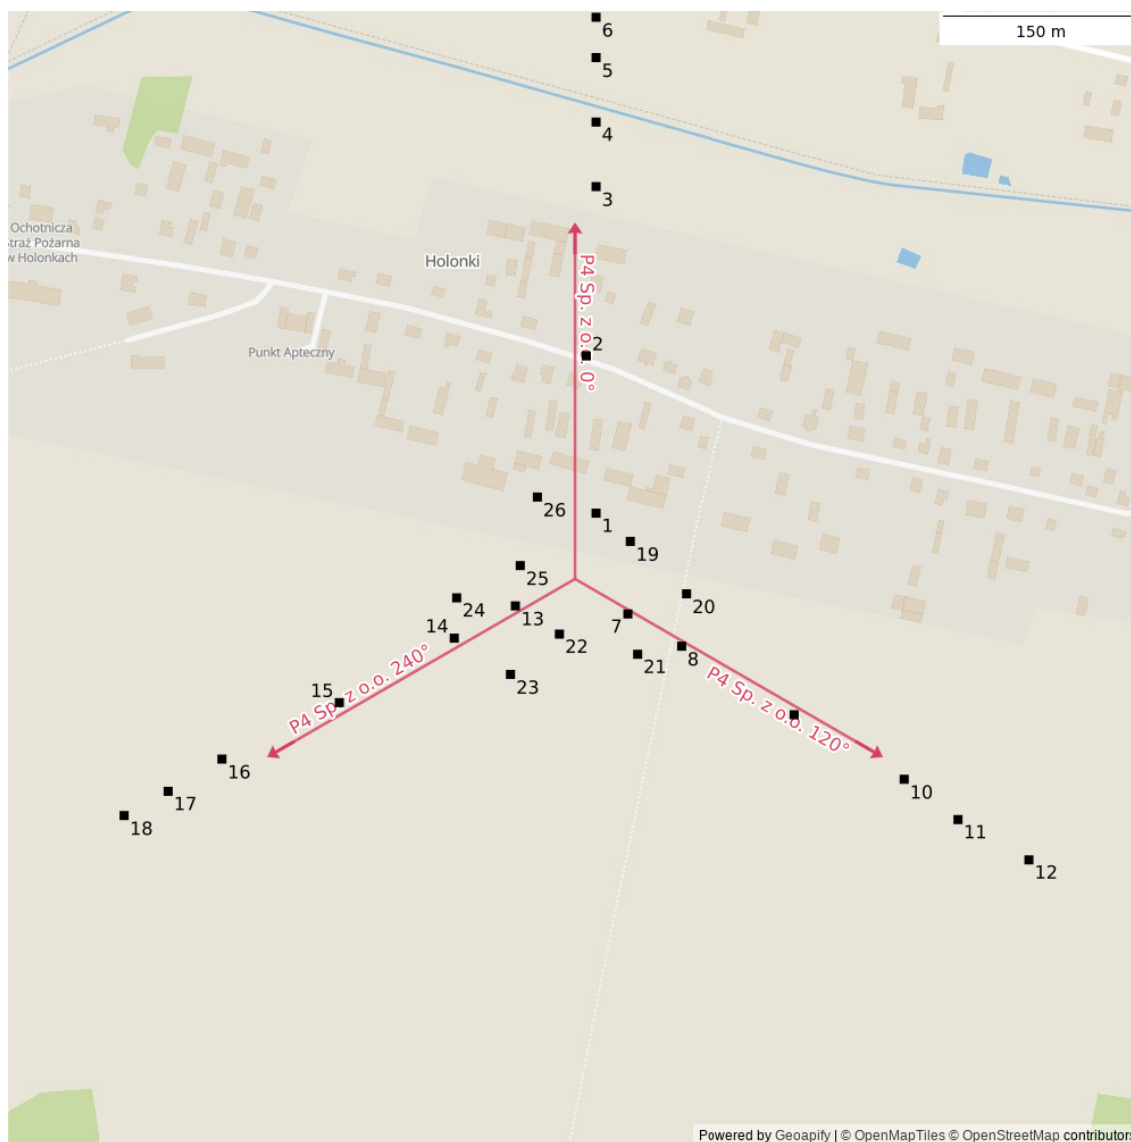 6
150 m
5
4
3
Ochotnicza
Straż Pożarna
w Holonkach
Holonki
P4 Sp. z o.o. 0°
2
Punkt Apteczny
26
1
19
25
24
13
20
14
7
22
8
21
23
P4 Sp. z o.o. 240°
P4 Sp. z o.o. 120°
15
16
10
17
11
18
12
Powered by Geoapify | © OpenMapTiles © OpenStreetMap contributors